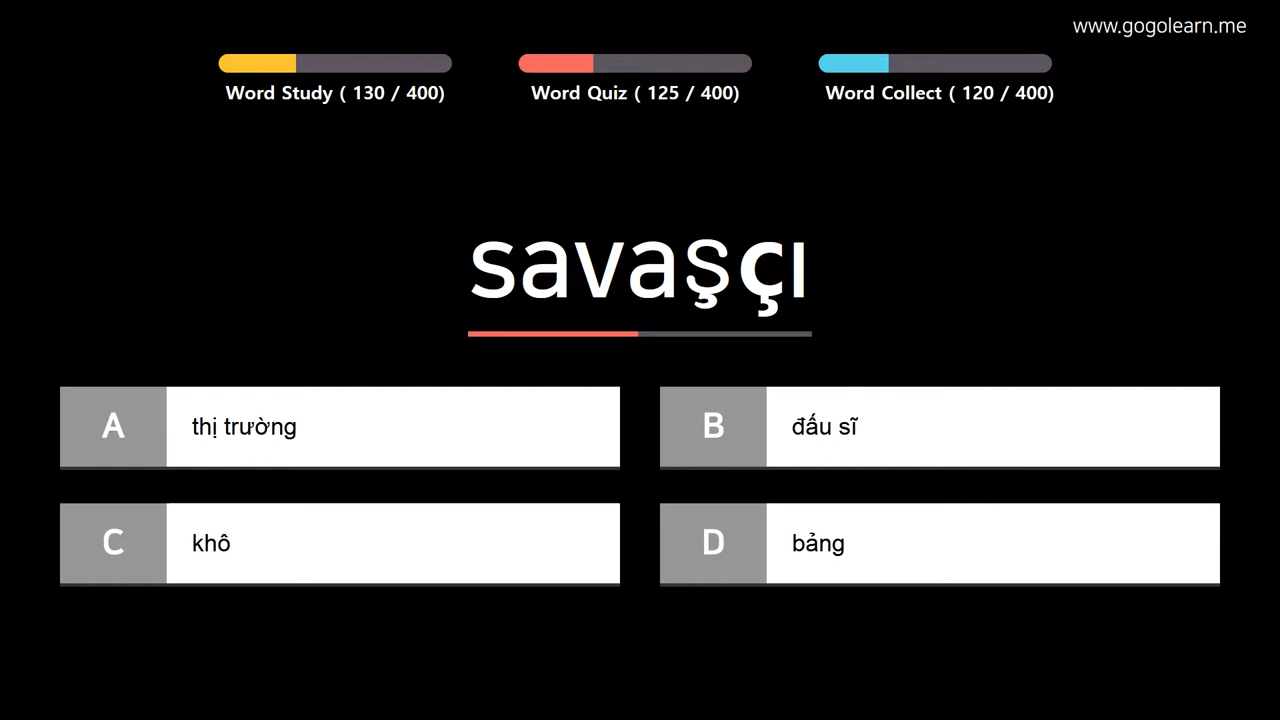 www.gogolearn.me
Word Study ( 130 / 400)
Word Quiz ( 125 / 400)
Word Collect ( 120 / 400)
savaşçı
A thị trường
B đấu sĩ
C khô
D bảng